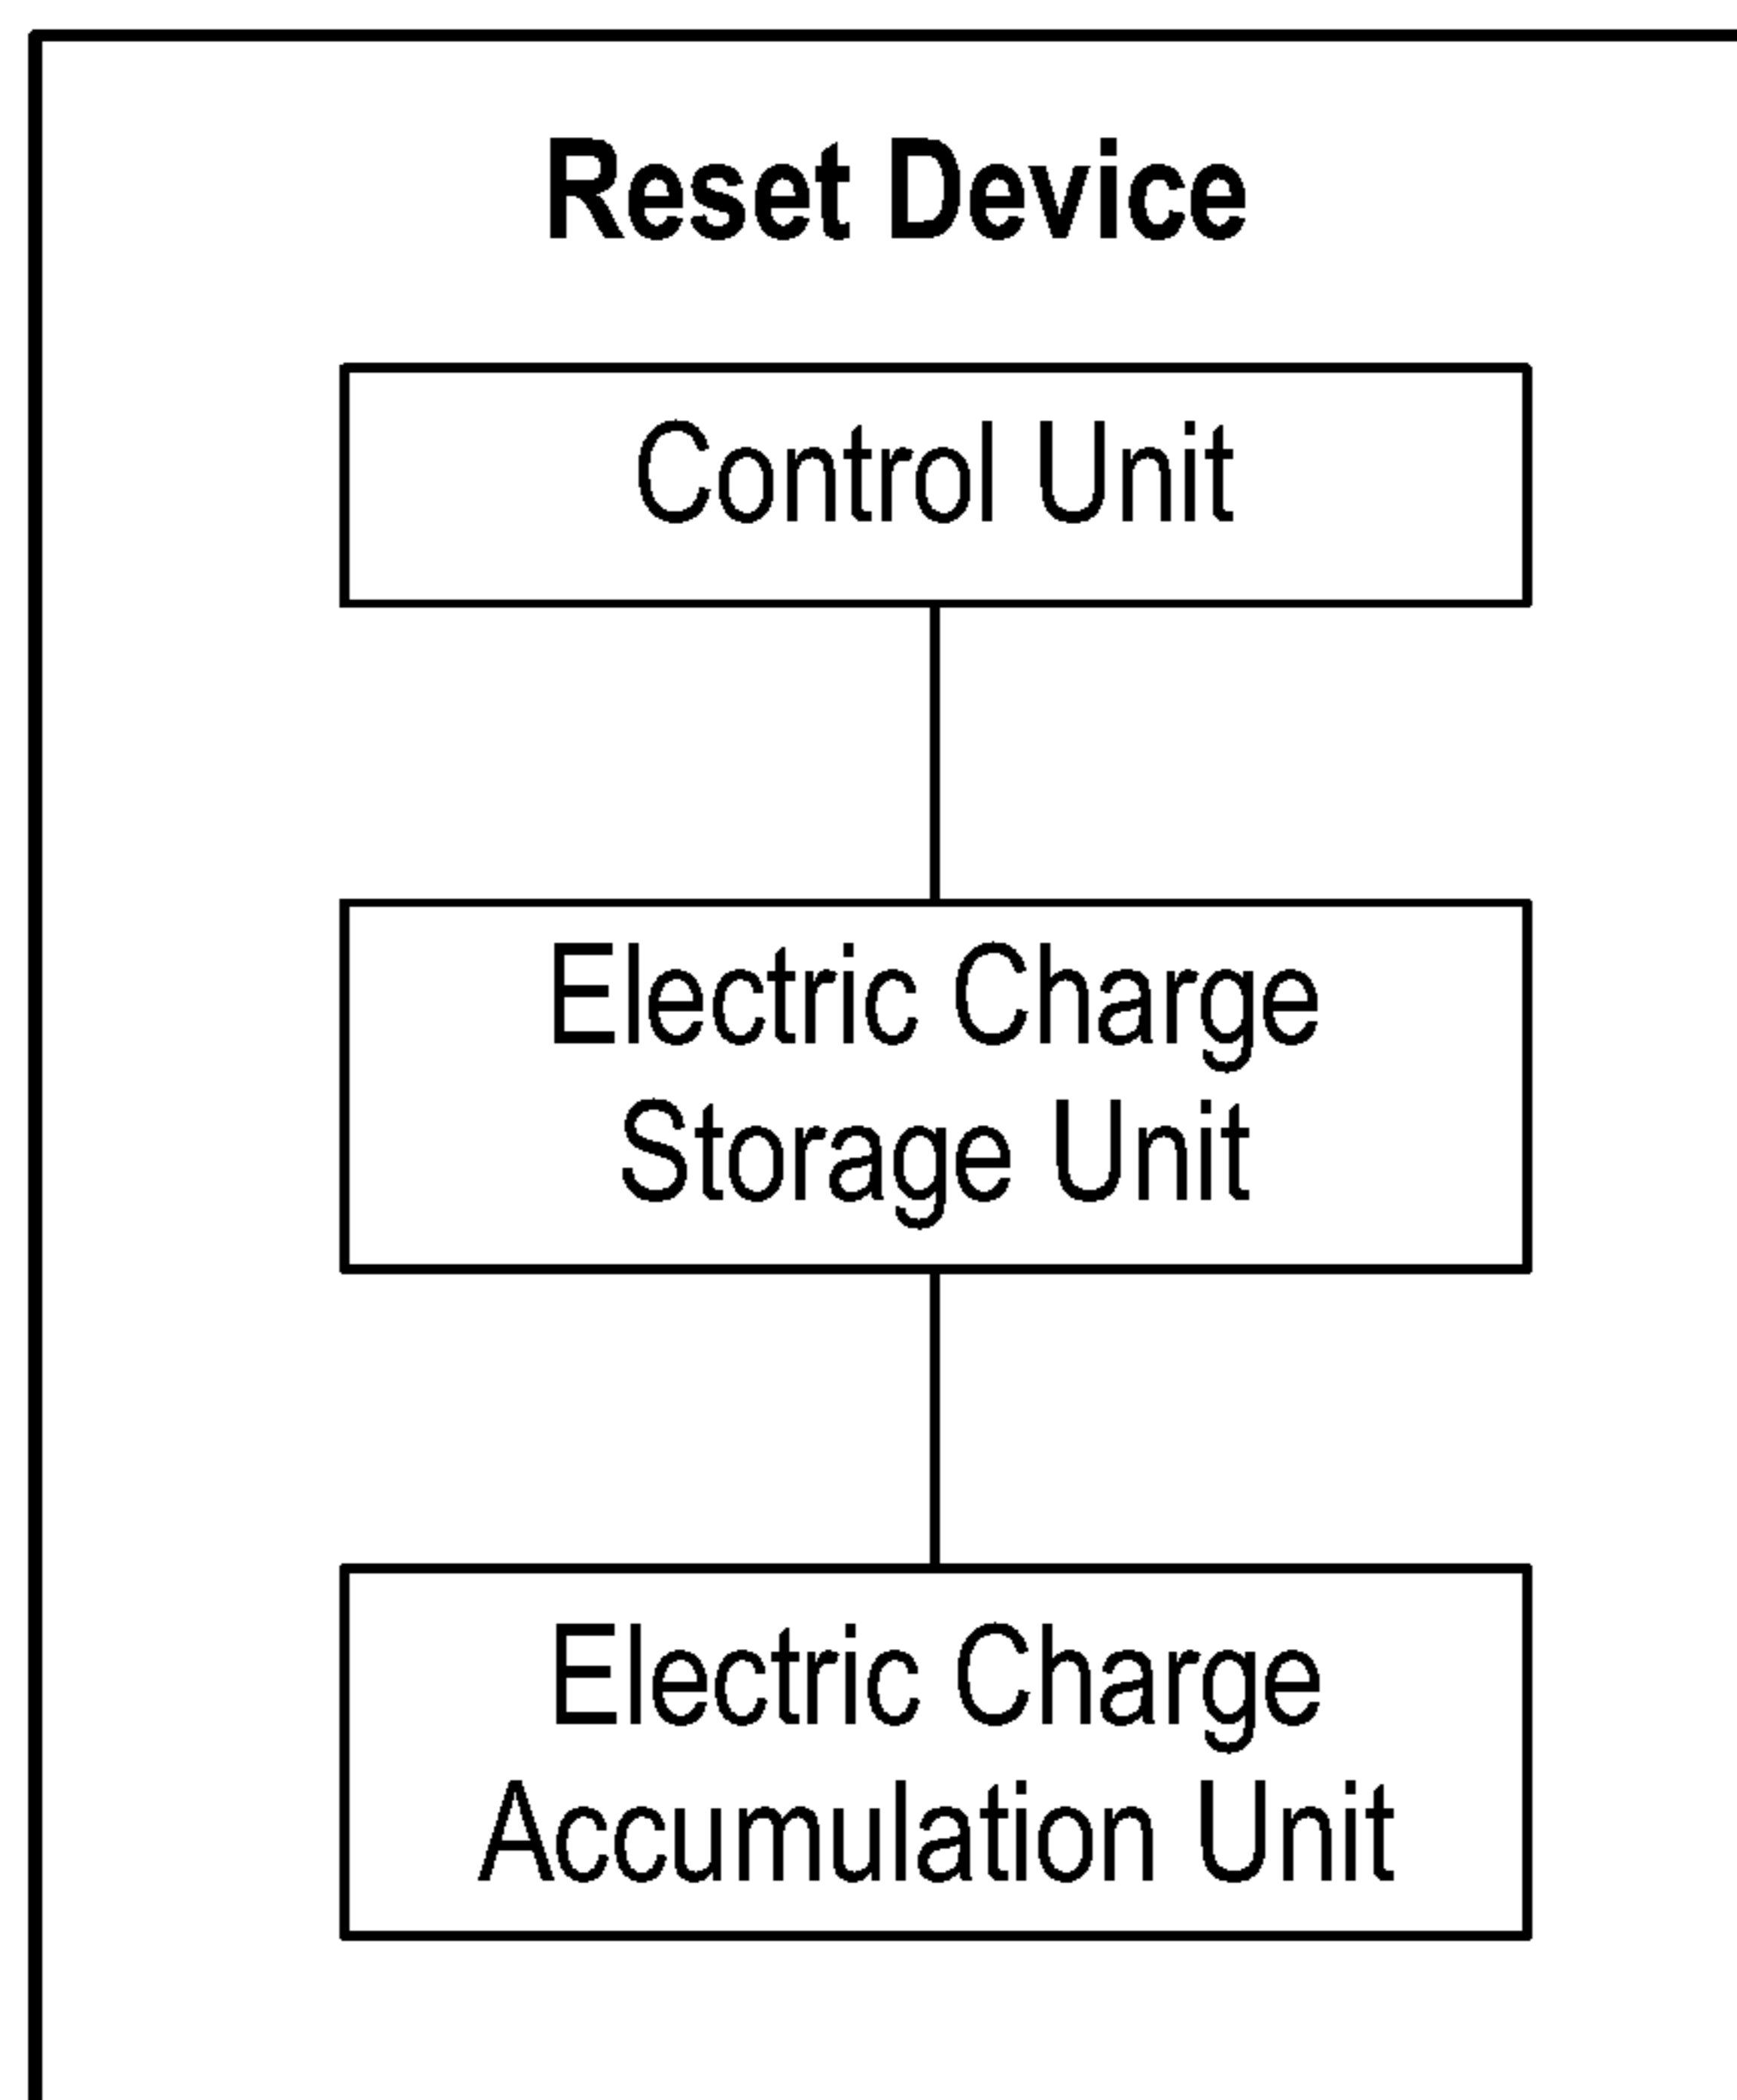 Reset Device
Control Unit
Electric Charge
Storage Unit
Electric Charge
Accumulation Unit